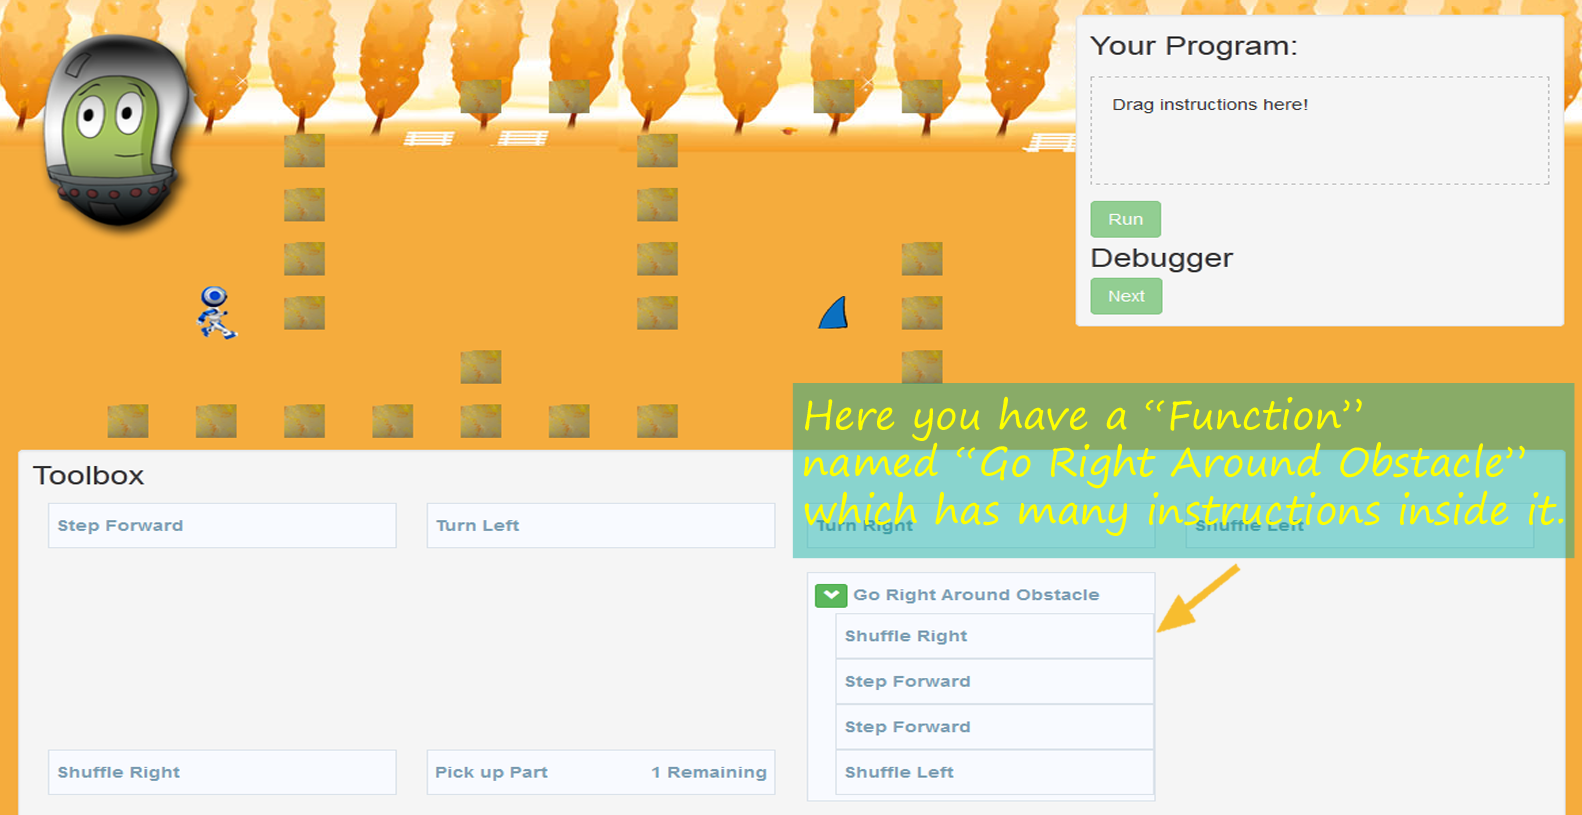 Your Program:
Drag instructions here!
Run
Debugger
Next
Here you have a “Function”
named “Go Right Around Obstacle”
which has many instructions inside it.
Toolbox
Step Forward
Turn Left
Turn Right
Shuffle Left
Go Right Around Obstacle
Shuffle Right
Step Forward
Step Forward
Shuffle Left
Shuffle Right
Pick up Part 1 Remaining